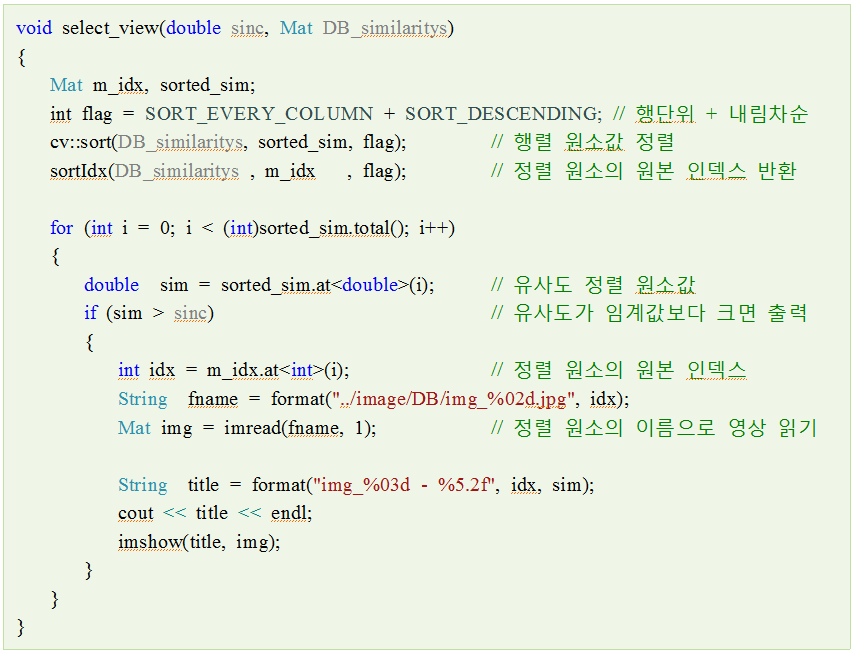 void select_view(double sinc, Mat DB_similaritys)
{
Mat m_idx, sorted_sim;
int flag = SORT_EVERY_COLUMN + SORT_DESCENDING; // 행단위 + 내림차순
cv::sort(DB_similaritys, sorted_sim, flag); // 행렬 원소값 정렬
sortIdx(DB_similaritys , m_idx , flag); // 정렬 원소의 원본 인덱스 반환
for (int i = 0; i < (int)sorted_sim.total(); i++)
{
double sim = sorted_sim.at<double>(i); // 유사도 정렬 원소값
if (sim > sinc) // 유사도가 임계값보다 크면 출력
{
int idx = m_idx.at<int>(i); // 정렬 원소의 원본 인덱스
String fname = format("../image/DB/img_%02d.jpg", idx);
Mat img = imread(fname, 1); // 정렬 원소의 이름으로 영상 읽기
String title = format("img_%03d - %5.2f", idx, sim);
cout << title << endl;
imshow(title, img);
}
}
}